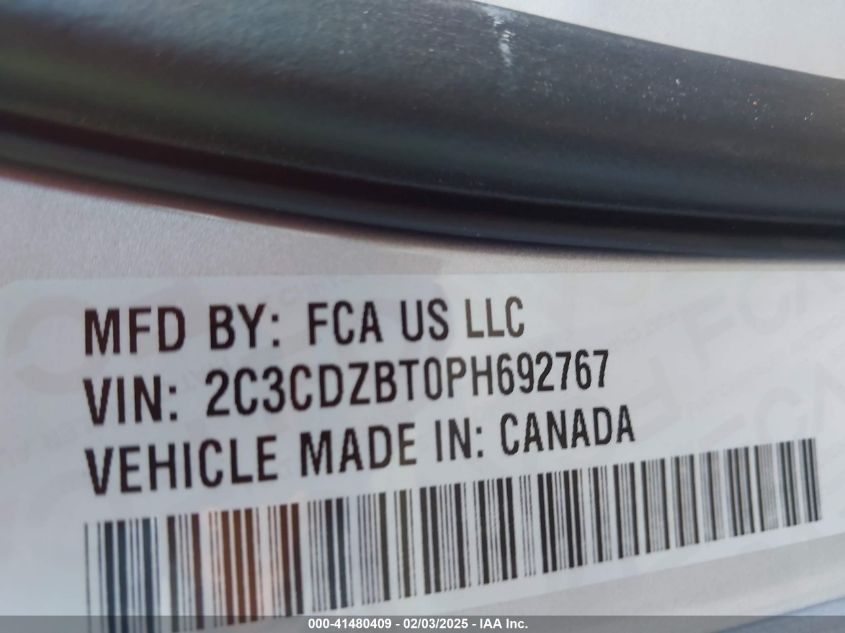 MFD BY: FCA US LLC
VIN: 2C3CDZBT0PH692767
VEHICLE MADE IN: CANADA
000-41480409 - 02/03/2025 - IAA Inc.